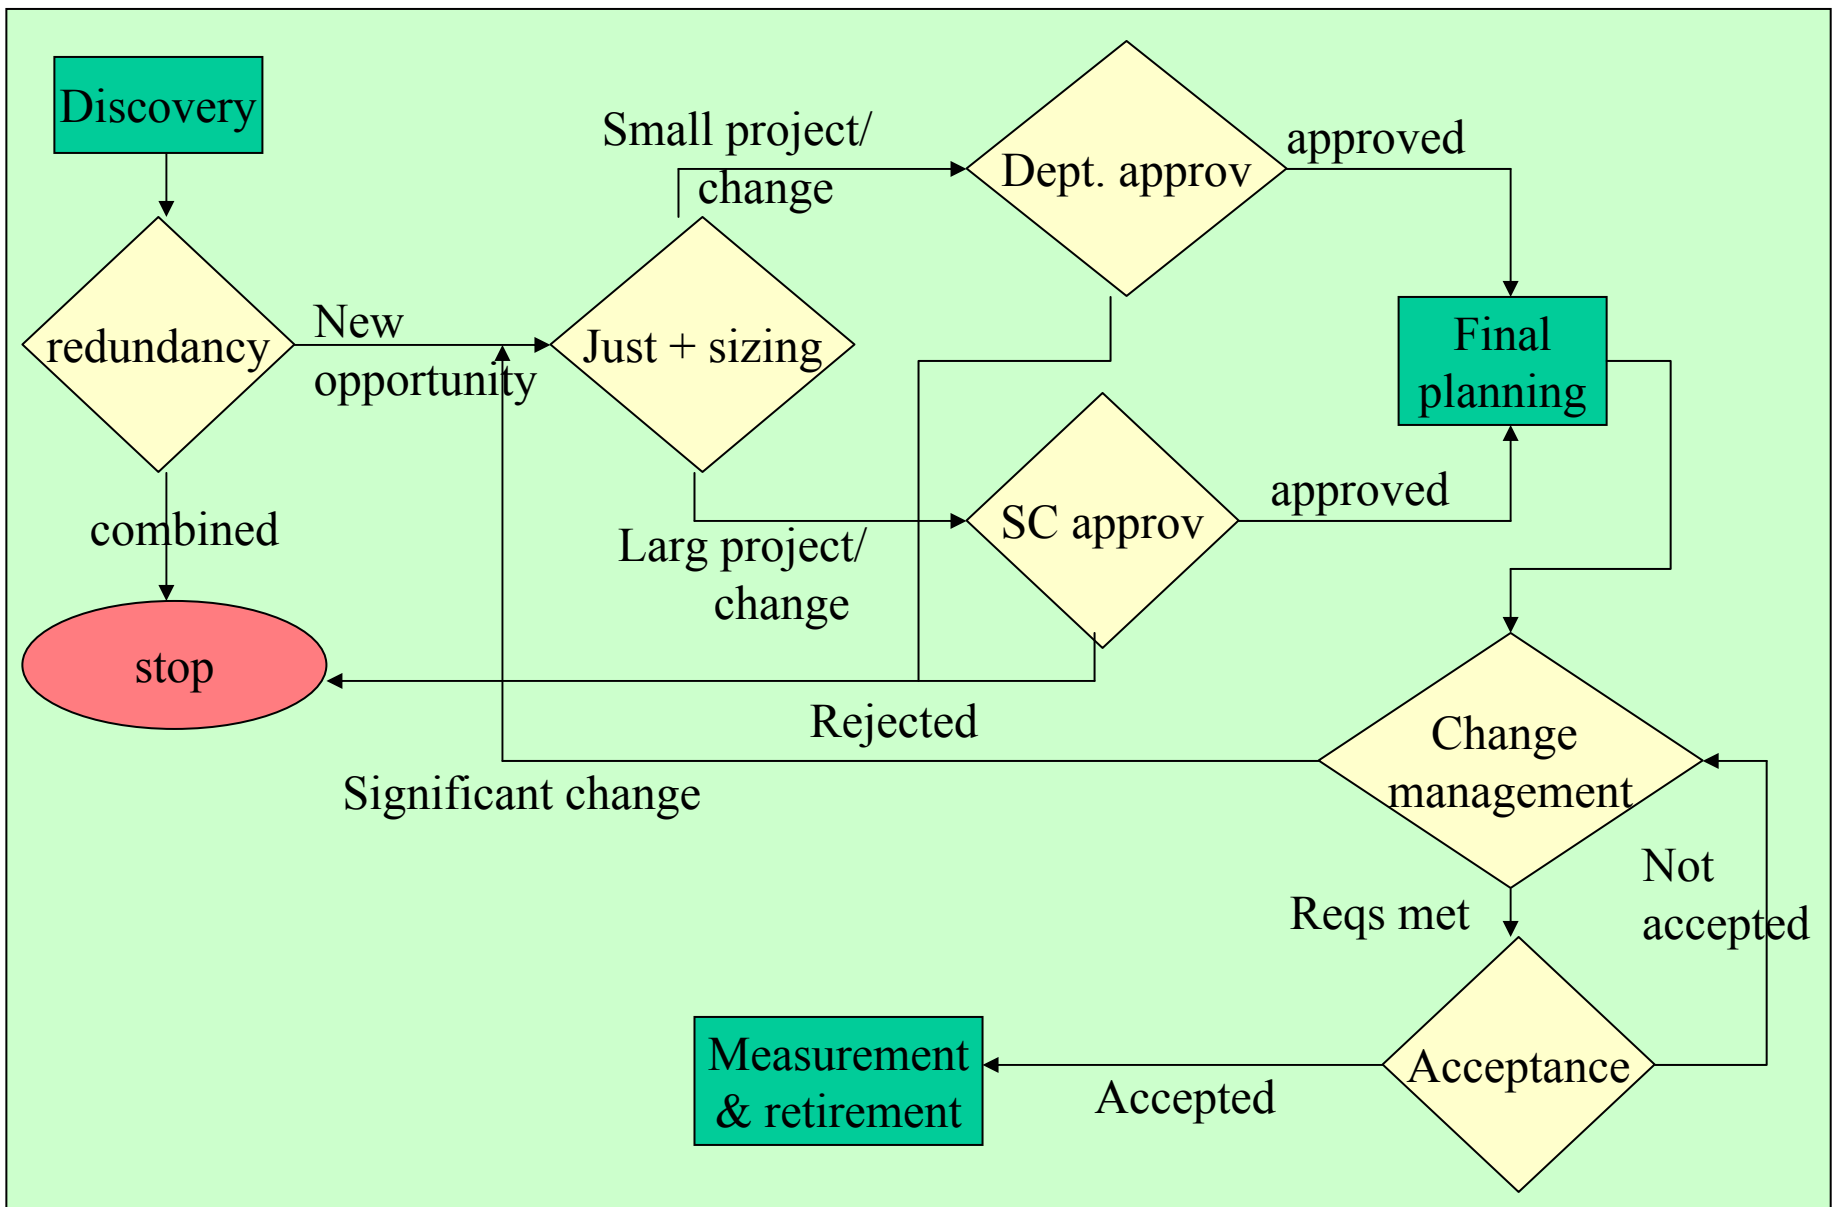 Discovery
Small project/
change
Dept. approv
approved
redundancy
New
opportunity
Just + sizing
Final
planning
combined
Larg project/
change
SC approv
approved
stop
Rejected
Significant change
Change
management
Not
accepted
Reqs met
Measurement
& retirement
Accepted
Acceptance